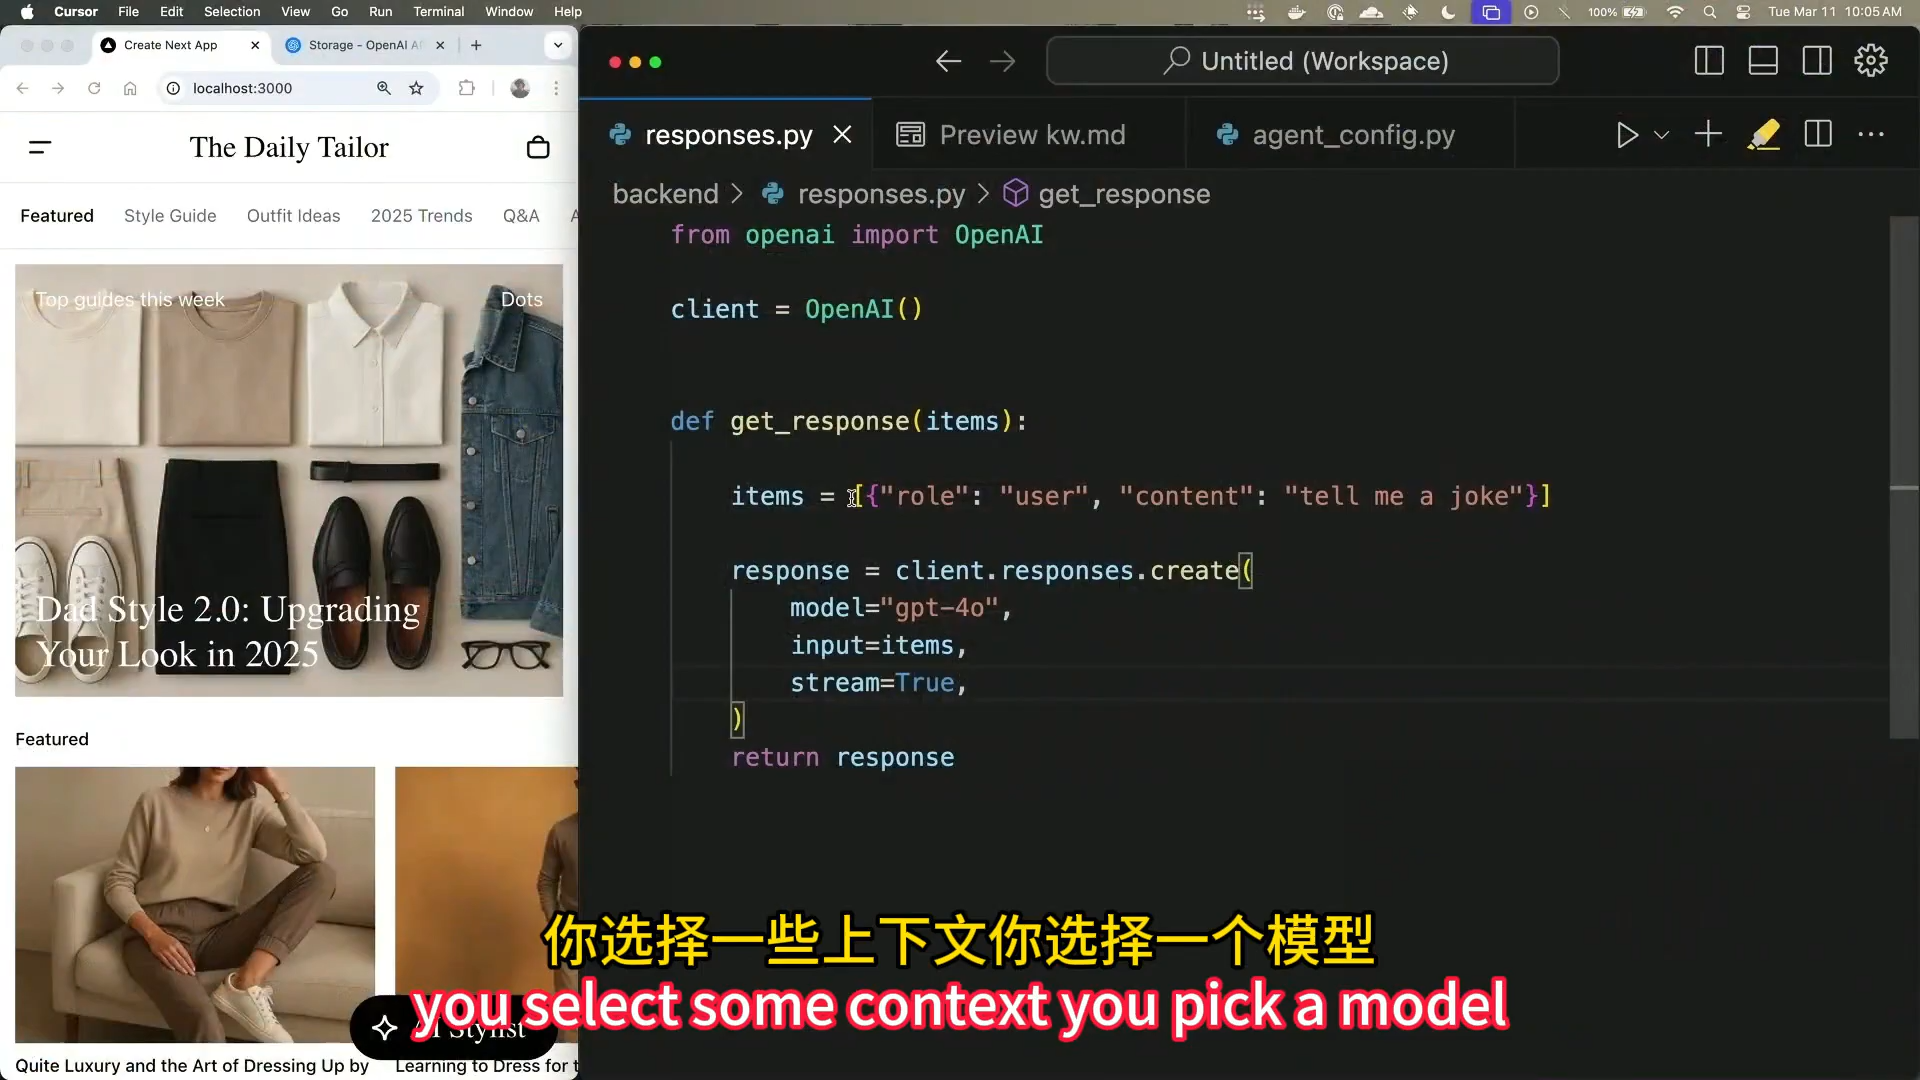 Cursor File Edit Selection View Go Run Terminal Window Help
100%
Tue Mar 11 10:05 AM
Create Next App
Storage - OpenAI
localhost:3000
The Daily Tailor
Featured Style Guide Outfit Ideas 2025 Trends Q&A
Top guides this week
Dots
Dad Style 2.0: Upgrading
Your Look in 2025
Featured
Quite Luxury and the Art of Dressing Up by
Learning to Dress for
AI Stylist
Untitled (Workspace)
responses.py
Preview kw.md
agent_config.py
backend > responses.py > get_response
from openai import OpenAI
client = OpenAI()
def get_response(items):
items = [{"role": "user", "content": "tell me a joke"}]
response = client.responses.create(
model="gpt-4o",
input=items,
stream=True,
)
return response
你选择一些上下文你选择一个模型
you select some context you pick a model